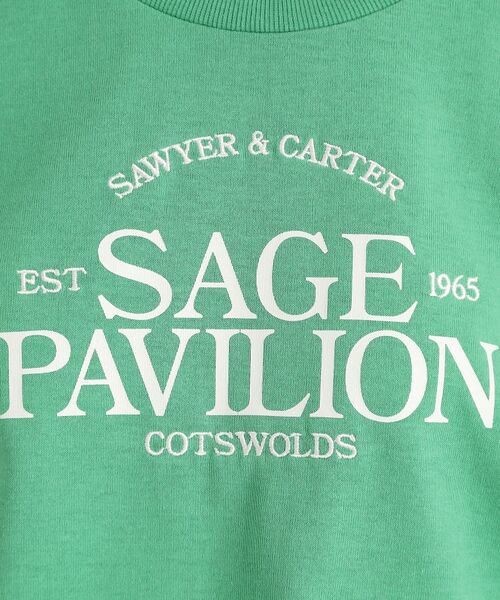 SAWYER & CARTER
EST SAGE 1965
PAVILION
COTSWOLDS